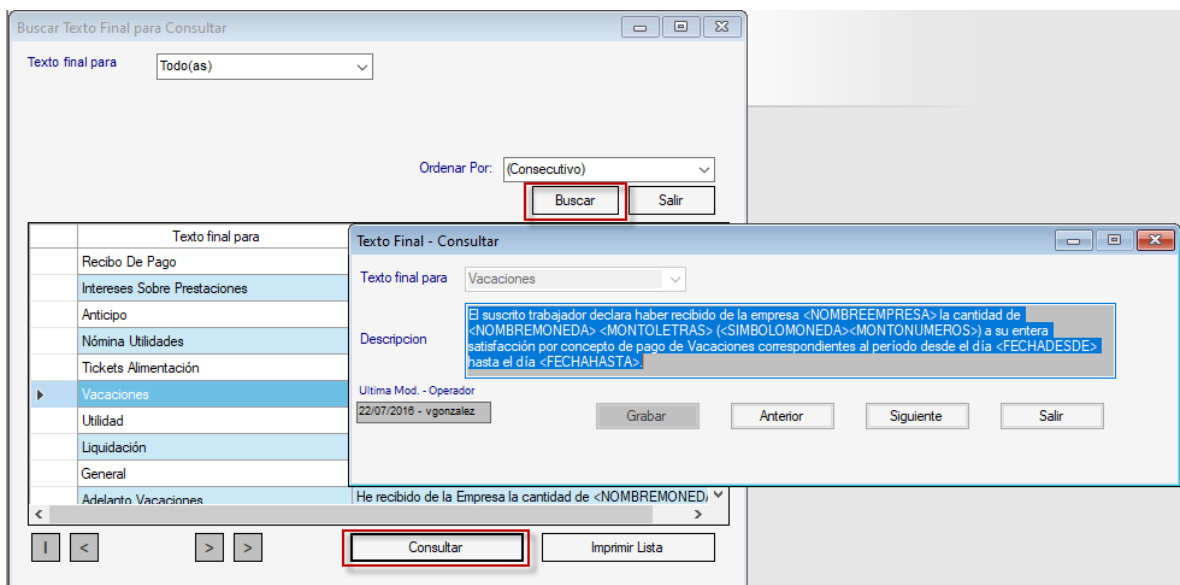 Buscar Texto Final para Consultar
Texto final para
Todo(as)
Ordenar Por:
(Consecutivo)
Buscar
Salir
Texto final para
Recibo De Pago
Intereses Sobre Prestaciones
Anticipo
Nómina Utilidades
Tickets Alimentación
Vacaciones
Utilidad
Liquidación
General
Adelanto Vacaciones
He recibido de la Empresa la cantidad de <NOMBREMONED
Texto Final - Consultar
Texto final para
Vacaciones
Descripcion
El suscrito trabajador declara haber recibido de la empresa <NOMBREEMPRESA> la cantidad de
<NOMBREMONEDA> <MONTOLETRAS> (<SIMBOLOMONEDA><MONTONUMEROS>) a su entera
satisfacción por concepto de pago de Vacaciones correspondientes al período desde el día <FECHADESDE>
hasta el día <FECHAHASTA>.
Ultima Mod. - Operador
22/07/2016 - vgonzalez
Grabar
Anterior
Siguiente
Salir
I
<
>
>
Consultar
Imprimir Lista